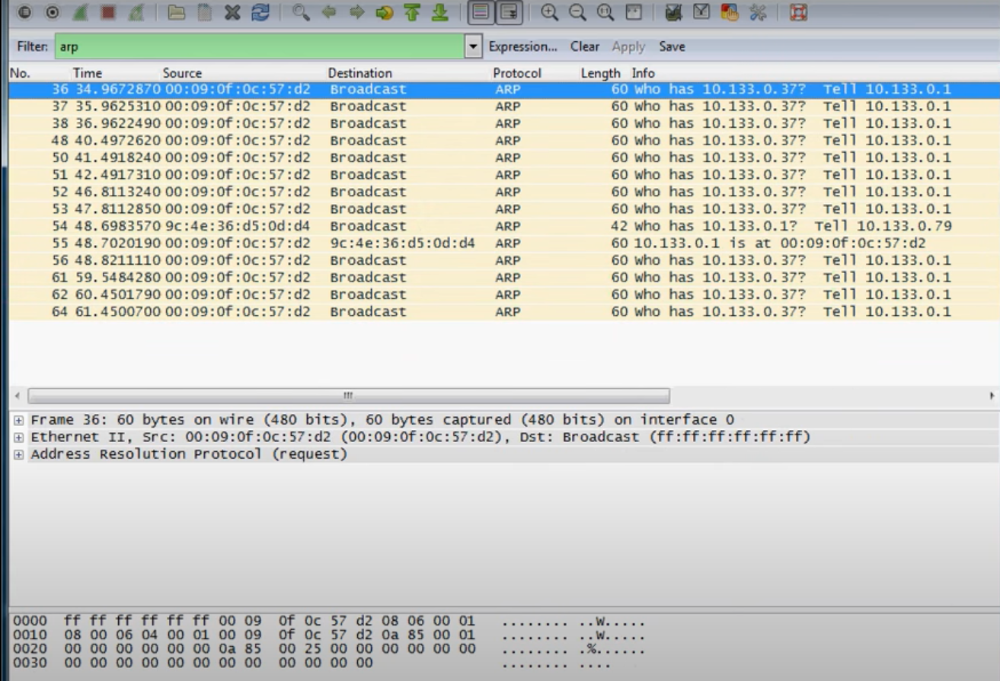 Filter: arp Expression... Clear Apply Save
No. Time Source Destination Protocol Length Info
36 34.9672870 00:09:0f:0c:57:d2 Broadcast ARP 60 Who has 10.133.0.37? Tell 10.133.0.1
37 35.9625310 00:09:0f:0c:57:d2 Broadcast ARP 60 Who has 10.133.0.37? Tell 10.133.0.1
38 36.9622490 00:09:0f:0c:57:d2 Broadcast ARP 60 Who has 10.133.0.37? Tell 10.133.0.1
48 40.4972620 00:09:0f:0c:57:d2 Broadcast ARP 60 Who has 10.133.0.37? Tell 10.133.0.1
50 41.4918240 00:09:0f:0c:57:d2 Broadcast ARP 60 Who has 10.133.0.37? Tell 10.133.0.1
51 42.4917310 00:09:0f:0c:57:d2 Broadcast ARP 60 Who has 10.133.0.37? Tell 10.133.0.1
52 46.8113240 00:09:0f:0c:57:d2 Broadcast ARP 60 Who has 10.133.0.37? Tell 10.133.0.1
53 47.8112850 00:09:0f:0c:57:d2 Broadcast ARP 60 Who has 10.133.0.37? Tell 10.133.0.1
54 48.6983570 9c:4e:36:d5:0d:d4 Broadcast ARP 42 Who has 10.133.0.1? Tell 10.133.0.79
55 48.7020190 00:09:0f:0c:57:d2 9c:4e:36:d5:0d:d4 ARP 60 10.133.0.1 is at 00:09:0f:0c:57:d2
56 48.8211110 00:09:0f:0c:57:d2 Broadcast ARP 60 Who has 10.133.0.37? Tell 10.133.0.1
61 59.5484280 00:09:0f:0c:57:d2 Broadcast ARP 60 Who has 10.133.0.37? Tell 10.133.0.1
62 60.4501790 00:09:0f:0c:57:d2 Broadcast ARP 60 Who has 10.133.0.37? Tell 10.133.0.1
64 61.4500700 00:09:0f:0c:57:d2 Broadcast ARP 60 Who has 10.133.0.37? Tell 10.133.0.1
Frame 36: 60 bytes on wire (480 bits), 60 bytes captured (480 bits) on interface 0
Ethernet II, Src: 00:09:0f:0c:57:d2 (00:09:0f:0c:57:d2), Dst: Broadcast (ff:ff:ff:ff:ff:ff)
Address Resolution Protocol (request)
0000 ff ff ff ff ff ff 00 09 0f 0c 57 d2 08 06 00 01 ........ ..W.....
0010 08 00 06 04 00 01 00 09 0f 0c 57 d2 0a 85 00 01 ........ ..W.....
0020 00 00 00 00 00 00 0a 85 00 25 00 00 00 00 00 00 ........ .%......
0030 00 00 00 00 00 00 00 00 00 00 00 00 ........ ....